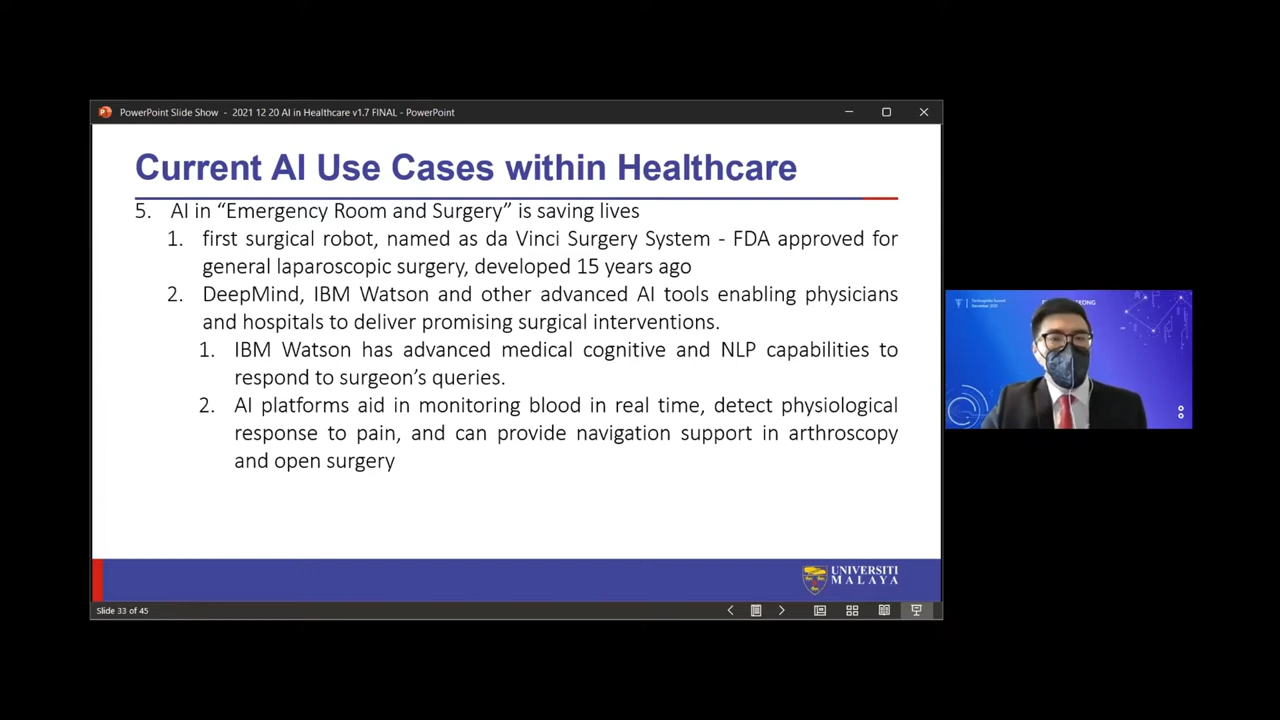 PowerPoint Slide Show - 2021 12 20 AI in Healthcare v1.7 FINAL - PowerPoint
Current AI Use Cases within Healthcare
5. AI in “Emergency Room and Surgery” is saving lives
1. first surgical robot, named as da Vinci Surgery System - FDA approved for
general laparoscopic surgery, developed 15 years ago
2. DeepMind, IBM Watson and other advanced AI tools enabling physicians
and hospitals to deliver promising surgical interventions.
1. IBM Watson has advanced medical cognitive and NLP capabilities to
respond to surgeon’s queries.
2. AI platforms aid in monitoring blood in real time, detect physiological
response to pain, and can provide navigation support in arthroscopy
and open surgery
UNIVERSITI
MALAYA
Slide 33 of 45